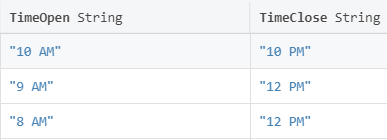 TimeOpen String TimeClose String
"10 AM" "10 PM"
"9 AM" "12 PM"
"8 AM" "12 PM"